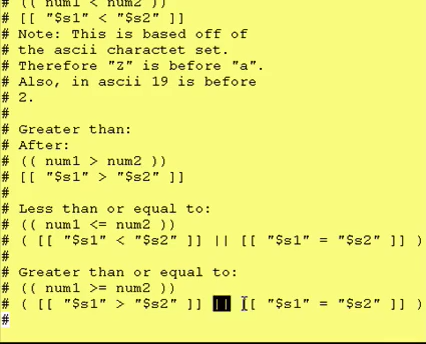 # (( num1 < num2 ))
# [[ "$s1" < "$s2" ]]
# Note: This is based off of
# the ascii charactet set.
# Therefore "Z" is before "a".
# Also, in ascii 19 is before
# 2.
#
# Greater than:
# After:
# (( num1 > num2 ))
# [[ "$s1" > "$s2" ]]
#
# Less than or equal to:
# (( num1 <= num2 ))
# ( [[ "$s1" < "$s2" ]] || [[ "$s1" = "$s2" ]] )
#
# Greater than or equal to:
# (( num1 >= num2 ))
# ( [[ "$s1" > "$s2" ]] || [[ "$s1" = "$s2" ]] )
#